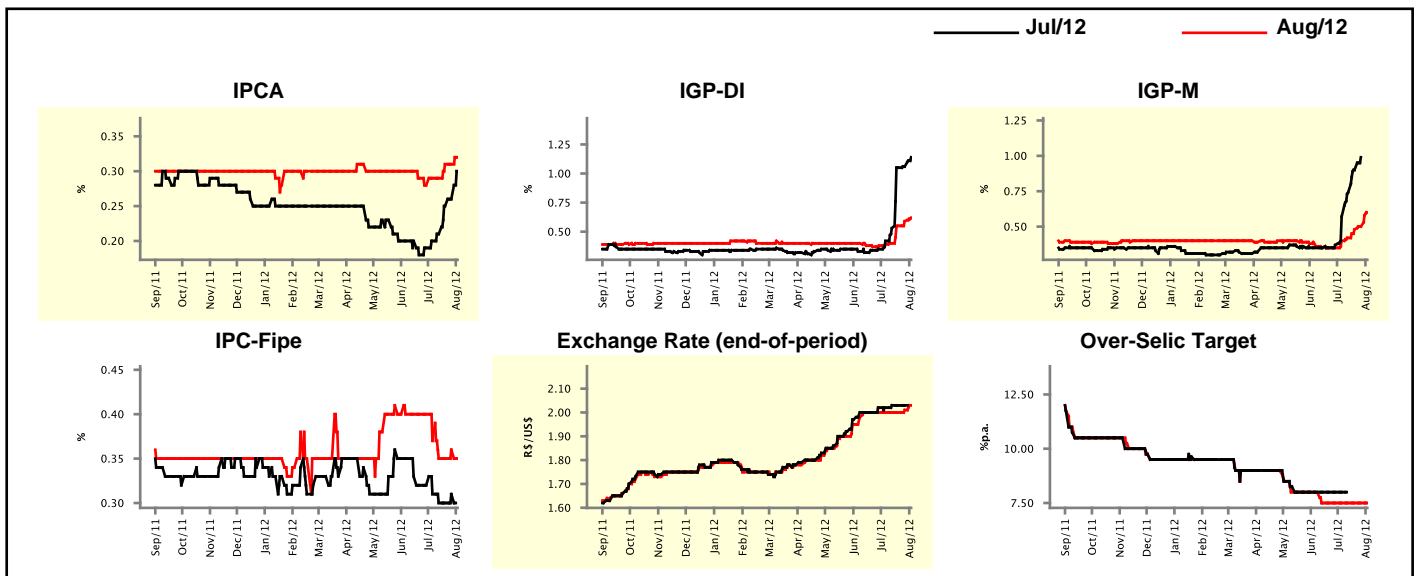 Jul/12 Aug/12
IPCA IGP-DI IGP-M
%
0.35
0.30
0.25
0.20
Sep/11 Oct/11 Nov/11 Dec/11 Jan/12 Feb/12 Mar/12 Apr/12 May/12 Jun/12 Jul/12 Aug/12
%
1.25
1.00
0.75
0.50
Sep/11 Oct/11 Nov/11 Dec/11 Jan/12 Feb/12 Mar/12 Apr/12 May/12 Jun/12 Jul/12 Aug/12
%
1.25
1.00
0.75
0.50
Sep/11 Oct/11 Nov/11 Dec/11 Jan/12 Feb/12 Mar/12 Apr/12 May/12 Jun/12 Jul/12 Aug/12
IPC-Fipe Exchange Rate (end-of-period) Over-Selic Target
%
0.45
0.40
0.35
0.30
Sep/11 Oct/11 Nov/11 Dec/11 Jan/12 Feb/12 Mar/12 Apr/12 May/12 Jun/12 Jul/12 Aug/12
R$/US$
2.10
2.00
1.90
1.80
1.70
1.60
Sep/11 Oct/11 Nov/11 Dec/11 Jan/12 Feb/12 Mar/12 Apr/12 May/12 Jun/12 Jul/12 Aug/12
%p.a.
12.50
10.00
7.50
Sep/11 Oct/11 Nov/11 Dec/11 Jan/12 Feb/12 Mar/12 Apr/12 May/12 Jun/12 Jul/12 Aug/12